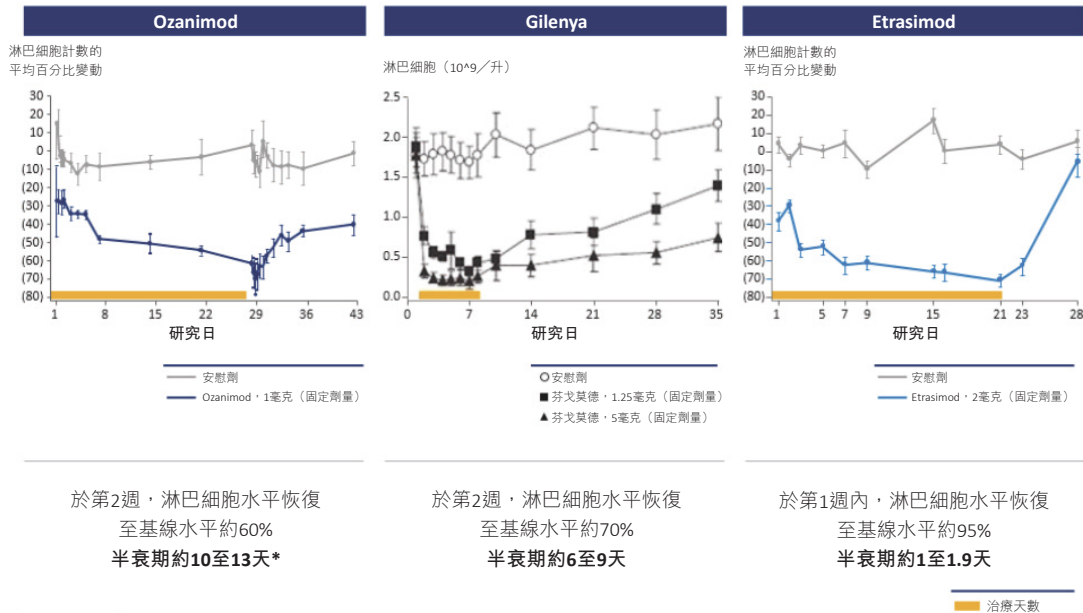 Ozanimod
淋巴細胞計數的
平均百分比變動
30
20
10
0
(10)
(20)
(30)
(40)
(50)
(60)
(70)
(80)
1
8
15
22
29
36
43
研究日
安慰劑
Ozanimod，1毫克（固定劑量）
於第2週，淋巴細胞水平恢復
至基線水平約60%
半衰期約10至13天*
Gilenya
淋巴細胞（10^9／升）
2.5
2.0
1.5
1.0
0.5
0.0
0
7
14
21
28
35
研究日
安慰劑
芬戈莫德，1.25毫克（固定劑量）
芬戈莫德，5毫克（固定劑量）
於第2週，淋巴細胞水平恢復
至基線水平約70%
半衰期約6至9天
Etrasimod
淋巴細胞計數的
平均百分比變動
30
20
10
0
(10)
(20)
(30)
(40)
(50)
(60)
(70)
(80)
1
5
7
9
15
16
21
23
28
研究日
安慰劑
Etrasimod，2毫克（固定劑量）
於第1週內，淋巴細胞水平恢復
至基線水平約95%
半衰期約1至1.9天
治療天數